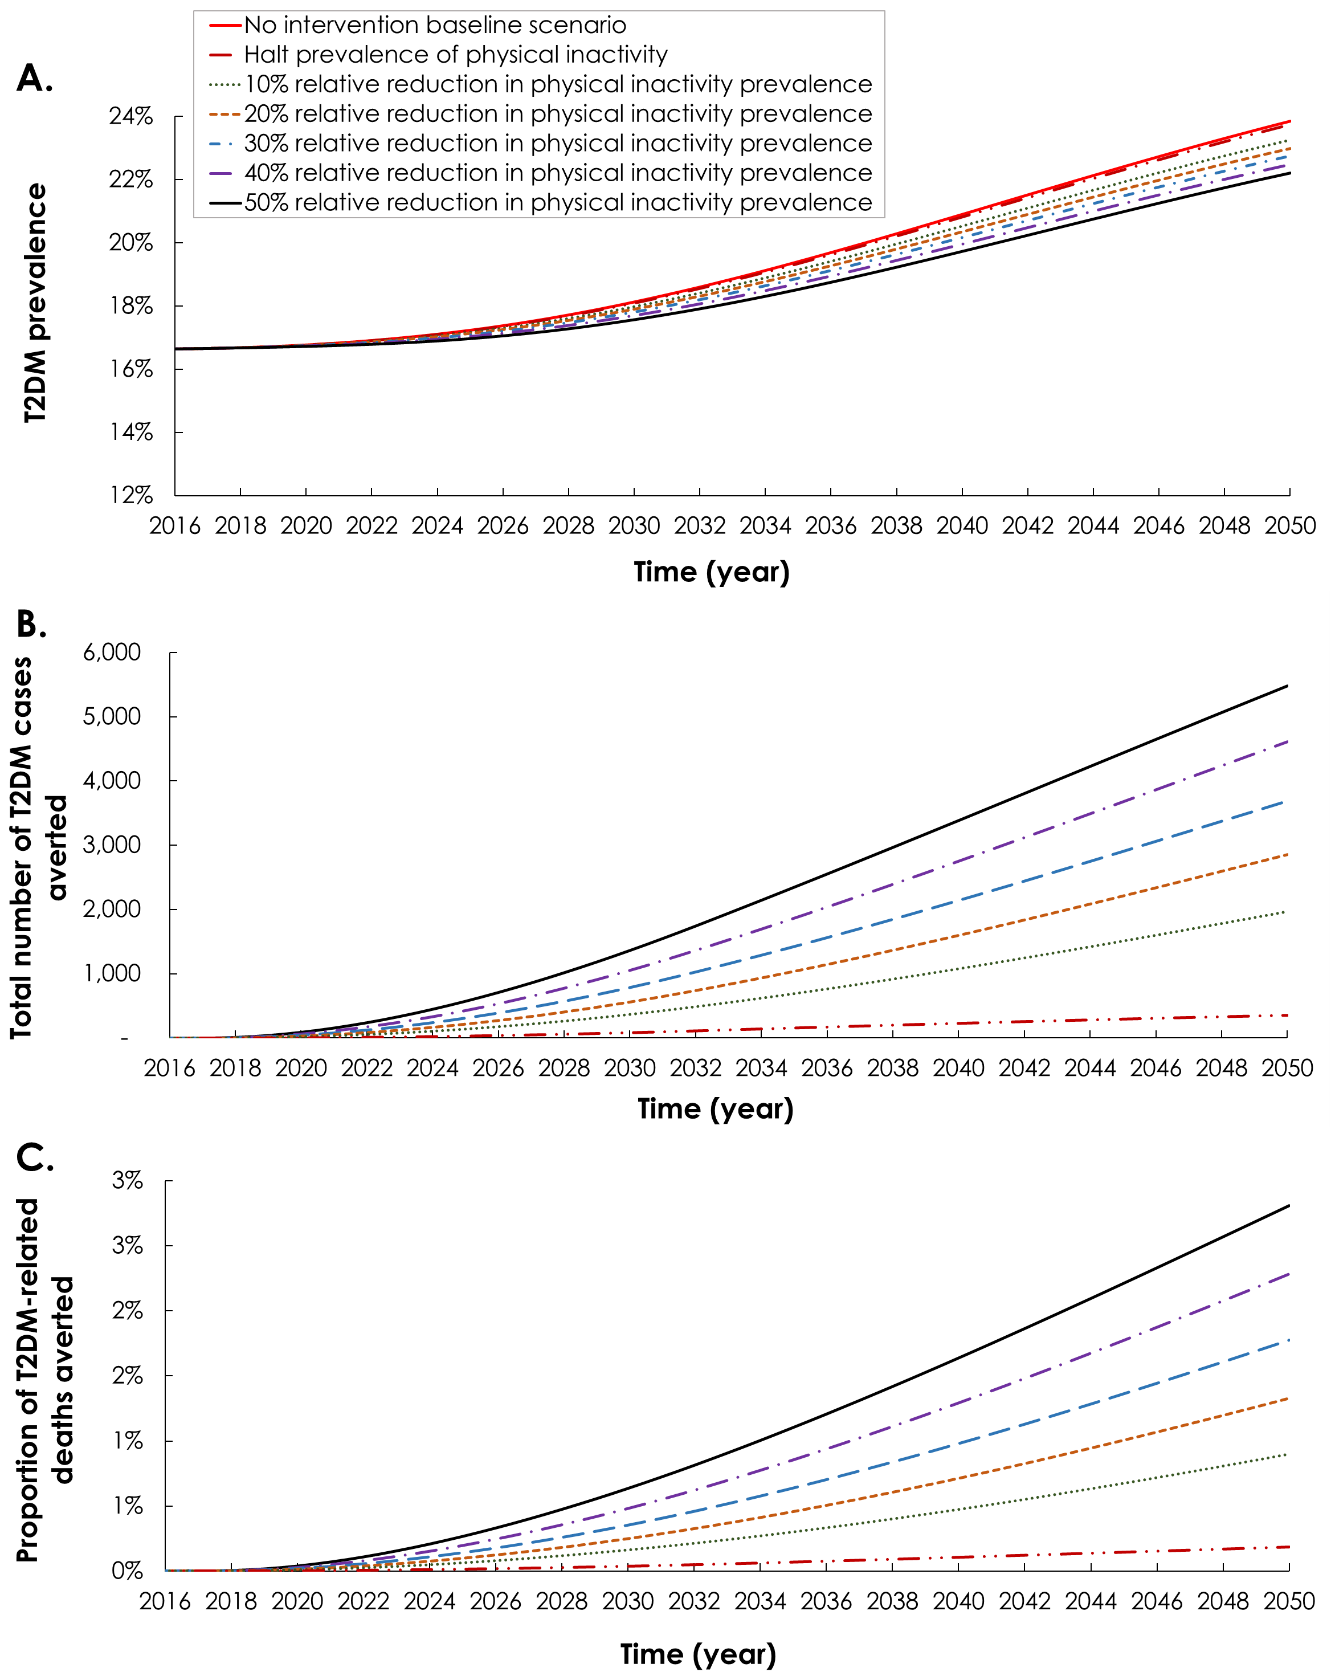 No intervention baseline scenario
Halt prevalence of physical inactivity
10% relative reduction in physical inactivity prevalence
20% relative reduction in physical inactivity prevalence
30% relative reduction in physical inactivity prevalence
40% relative reduction in physical inactivity prevalence
50% relative reduction in physical inactivity prevalence
A.
T2DM prevalence
24%
22%
20%
18%
16%
14%
12%
2016 2018 2020 2022 2024 2026 2028 2030 2032 2034 2036 2038 2040 2042 2044 2046 2048 2050
Time (year)
B.
Total number of T2DM cases
averted
6,000
5,000
4,000
3,000
2,000
1,000
-
2016 2018 2020 2022 2024 2026 2028 2030 2032 2034 2036 2038 2040 2042 2044 2046 2048 2050
Time (year)
C.
Proportion of T2DM-related
deaths averted
3%
3%
2%
2%
1%
1%
0%
2016 2018 2020 2022 2024 2026 2028 2030 2032 2034 2036 2038 2040 2042 2044 2046 2048 2050
Time (year)